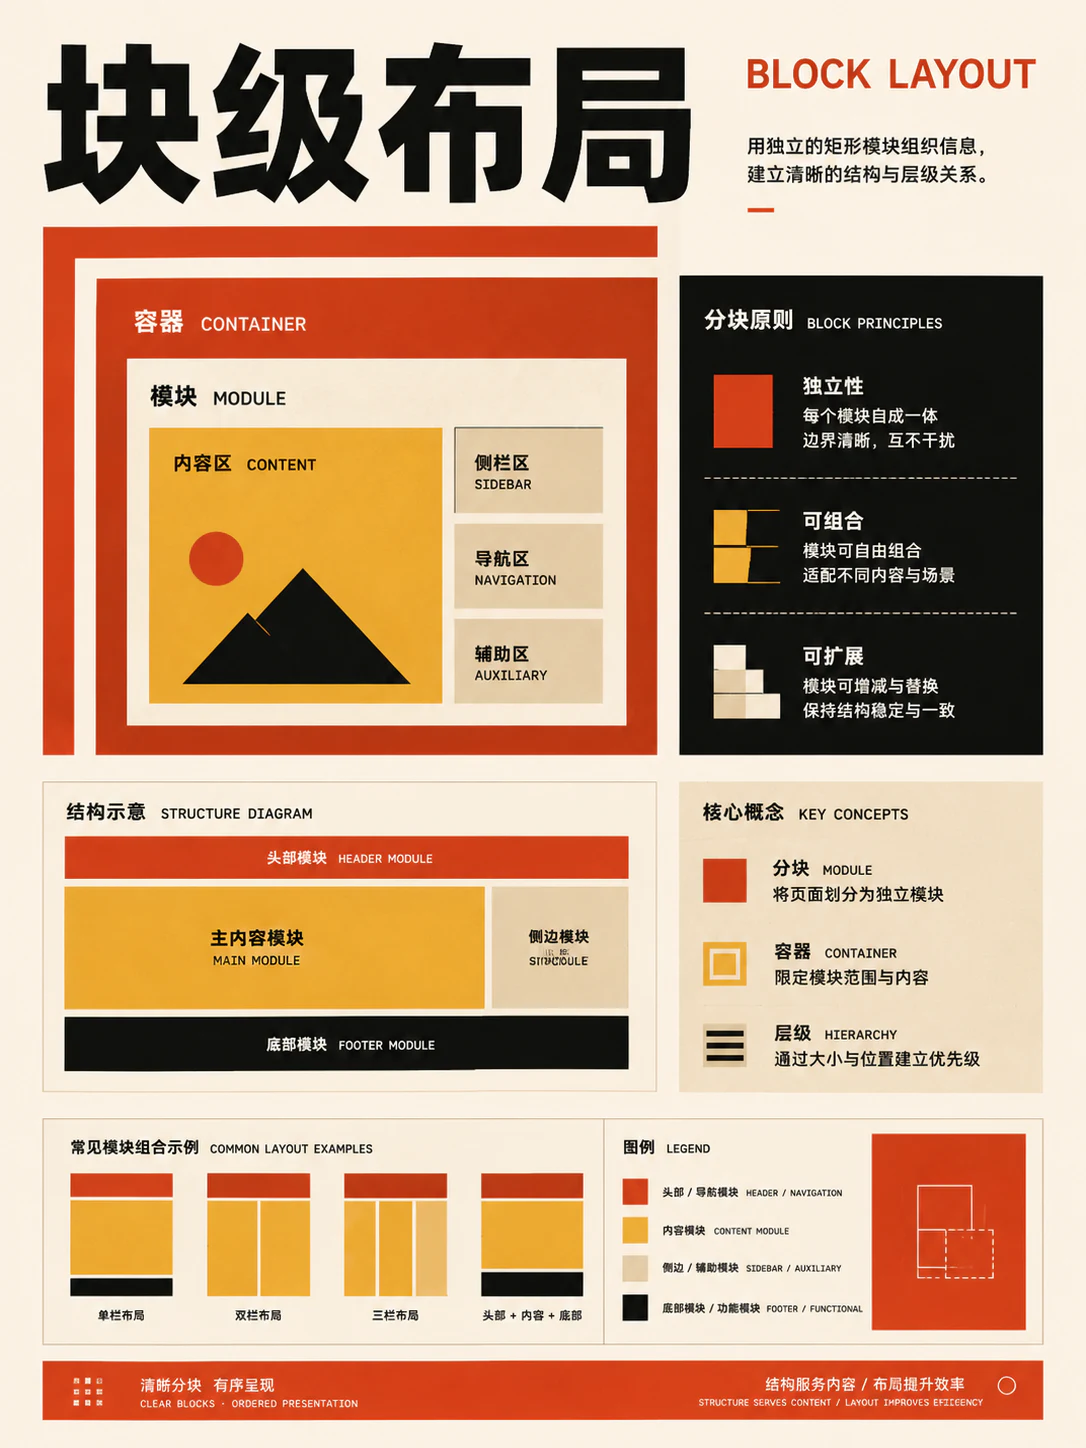 块级布局
BLOCK LAYOUT
用独立的矩形模块组织信息，
建立清晰的结构与层级关系。
容器 CONTAINER
模块 MODULE
内容区 CONTENT
侧栏区
SIDEBAR
导航区
NAVIGATION
辅助区
AUXILIARY
分块原则 BLOCK PRINCIPLES
独立性
每个模块自成一体
边界清晰，互不干扰
可组合
模块可自由组合
适配不同内容与场景
可扩展
模块可增减与替换
保持结构稳定与一致
结构示意 STRUCTURE DIAGRAM
头部模块 HEADER MODULE
主内容模块
MAIN MODULE
侧边模块
底部模块 FOOTER MODULE
核心概念 KEY CONCEPTS
分块 MODULE
将页面划分为独立模块
容器 CONTAINER
限定模块范围与内容
层级 HIERARCHY
通过大小与位置建立优先级
常见模块组合示例 COMMON LAYOUT EXAMPLES
单栏布局
双栏布局
三栏布局
头部 + 内容 + 底部
图例 LEGEND
头部 / 导航模块 HEADER / NAVIGATION
内容模块 CONTENT MODULE
侧边 / 辅助模块 SIDEBAR / AUXILIARY
底部模块 / 功能模块 FOOTER / FUNCTIONAL
清晰分块 有序呈现
CLEAR BLOCKS · ORDERED PRESENTATION
结构服务内容 / 布局提升效率
STRUCTURE SERVES CONTENT / LAYOUT IMPROVES